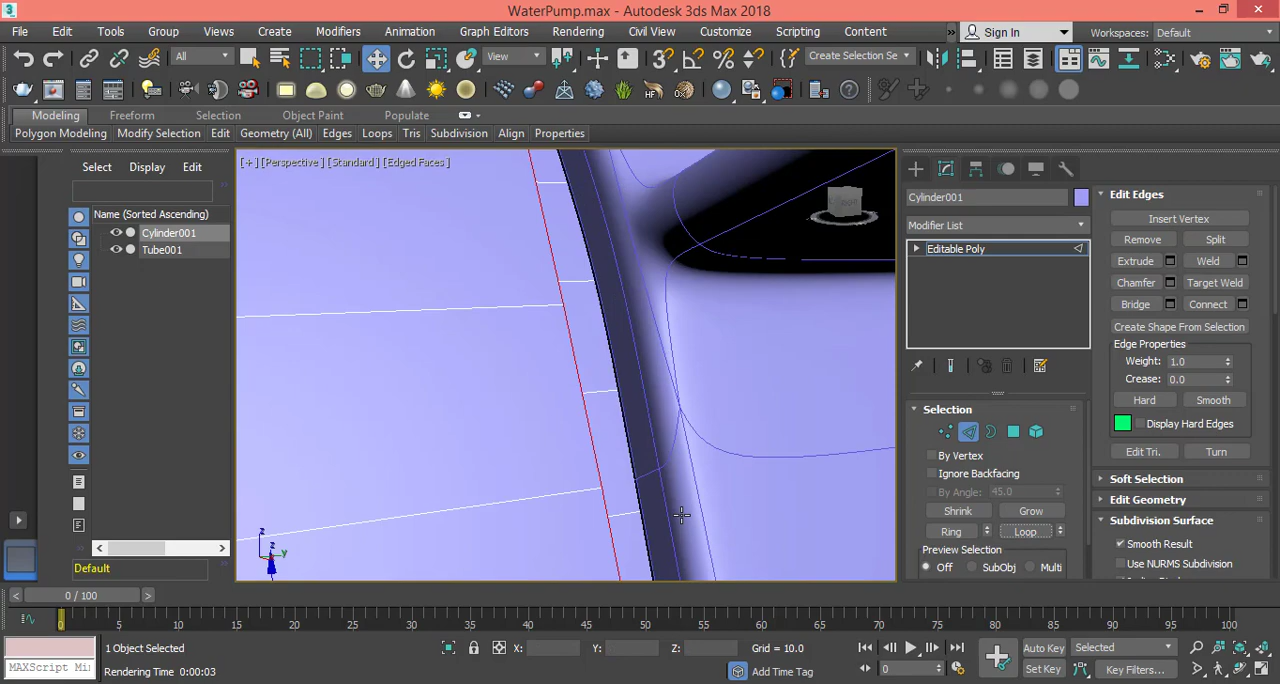 WaterPump.max - Autodesk 3ds Max 2018
File Edit Tools Group Views Create Modifiers Animation Graph Editors Rendering Civil View Customize Scripting Content Sign In Workspaces: Default
All View Create Selection Se
Modeling Freeform Selection Object Paint Populate
Polygon Modeling Modify Selection Edit Geometry (All) Edges Loops Tris Subdivision Align Properties
Select Display Edit
Name (Sorted Ascending)
Cylinder001
Tube001
Default
[+] [Perspective] [Standard] [Edged Faces]
z
z
y
Cylinder001
Modifier List
Editable Poly
Selection
By Vertex
Ignore Backfacing
By Angle: 45.0
Shrink Grow
Ring Loop
Preview Selection
Off SubObj Multi
Edit Edges
Insert Vertex
Remove Split
Extrude Weld
Chamfer Target Weld
Bridge Connect
Create Shape From Selection
Edge Properties
Weight: 1.0
Crease: 0.0
Hard Smooth
Display Hard Edges
Edit Tri. Turn
Soft Selection
Edit Geometry
Subdivision Surface
Smooth Result
Use NURMS Subdivision
0 / 100
0 5 10 15 20 25 30 35 40 45 50 55 60 65 70 75 80 85 90 95 100
1 Object Selected X: Y: Z: Grid = 10.0 Auto Key Selected
MAXScript Mi Rendering Time 0:00:03 Add Time Tag 0 Set Key Key Filters...